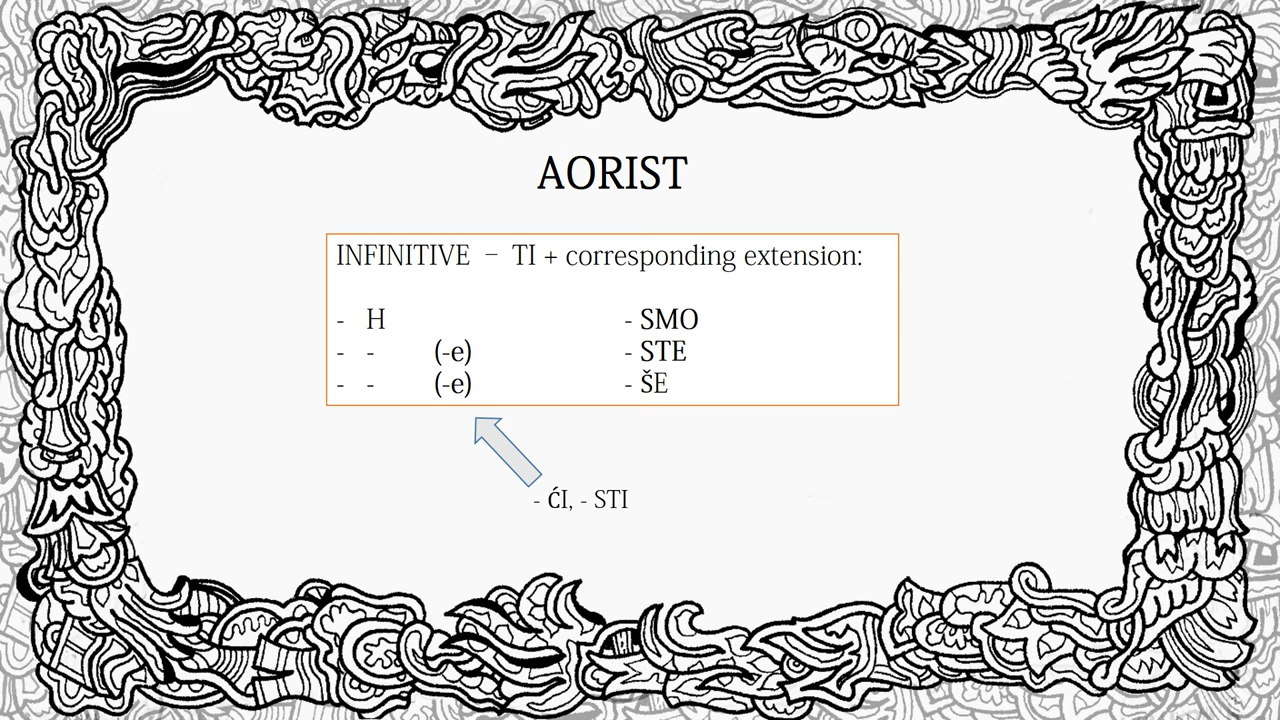 AORIST
INFINITIVE – TI + corresponding extension:
- H - SMO
- - (-e) - STE
- - (-e) - ŠE
- ĆI, - STI